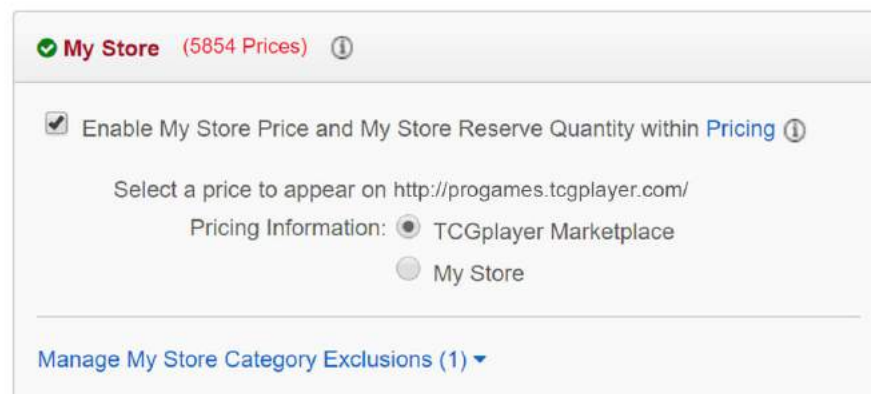 My Store (5854 Prices)
Enable My Store Price and My Store Reserve Quantity within Pricing
Select a price to appear on http://progames.tcgplayer.com/
Pricing Information: TCGplayer Marketplace
My Store
Manage My Store Category Exclusions (1)